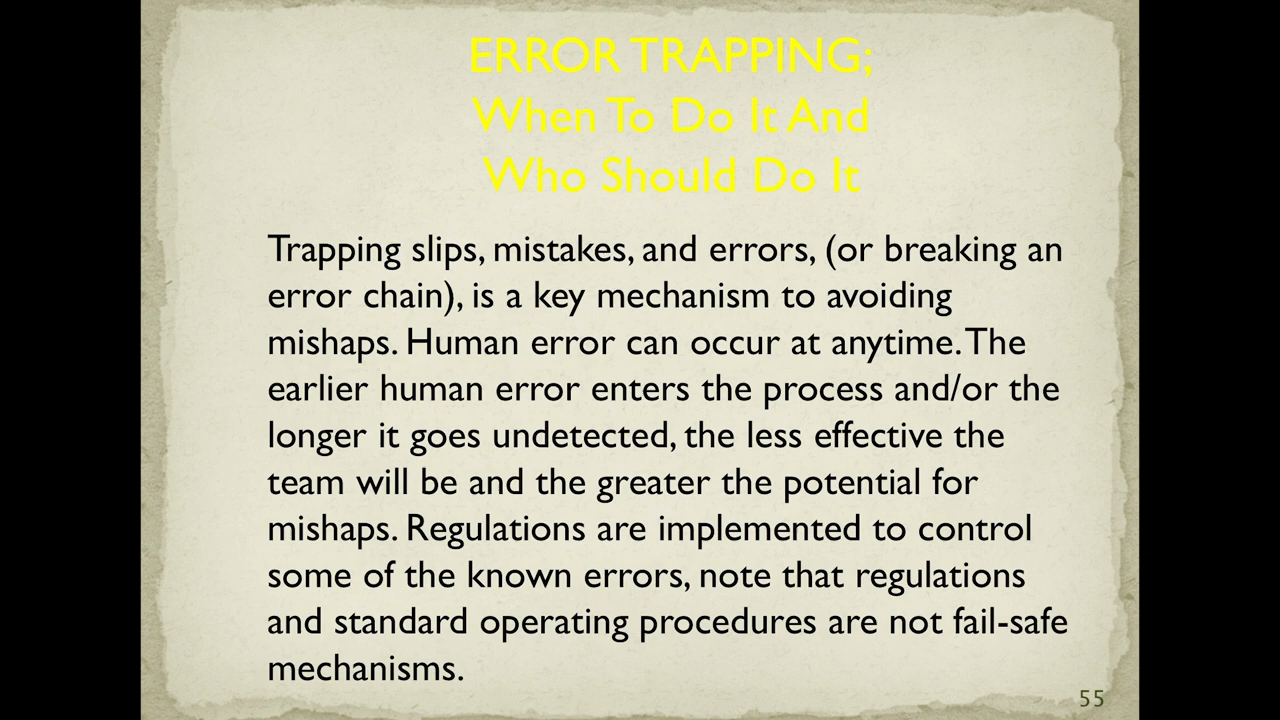 ERROR TRAPPING;
When To Do It And
Who Should Do It
Trapping slips, mistakes, and errors, (or breaking an
error chain), is a key mechanism to avoiding
mishaps. Human error can occur at anytime. The
earlier human error enters the process and/or the
longer it goes undetected, the less effective the
team will be and the greater the potential for
mishaps. Regulations are implemented to control
some of the known errors, note that regulations
and standard operating procedures are not fail-safe
mechanisms.
55